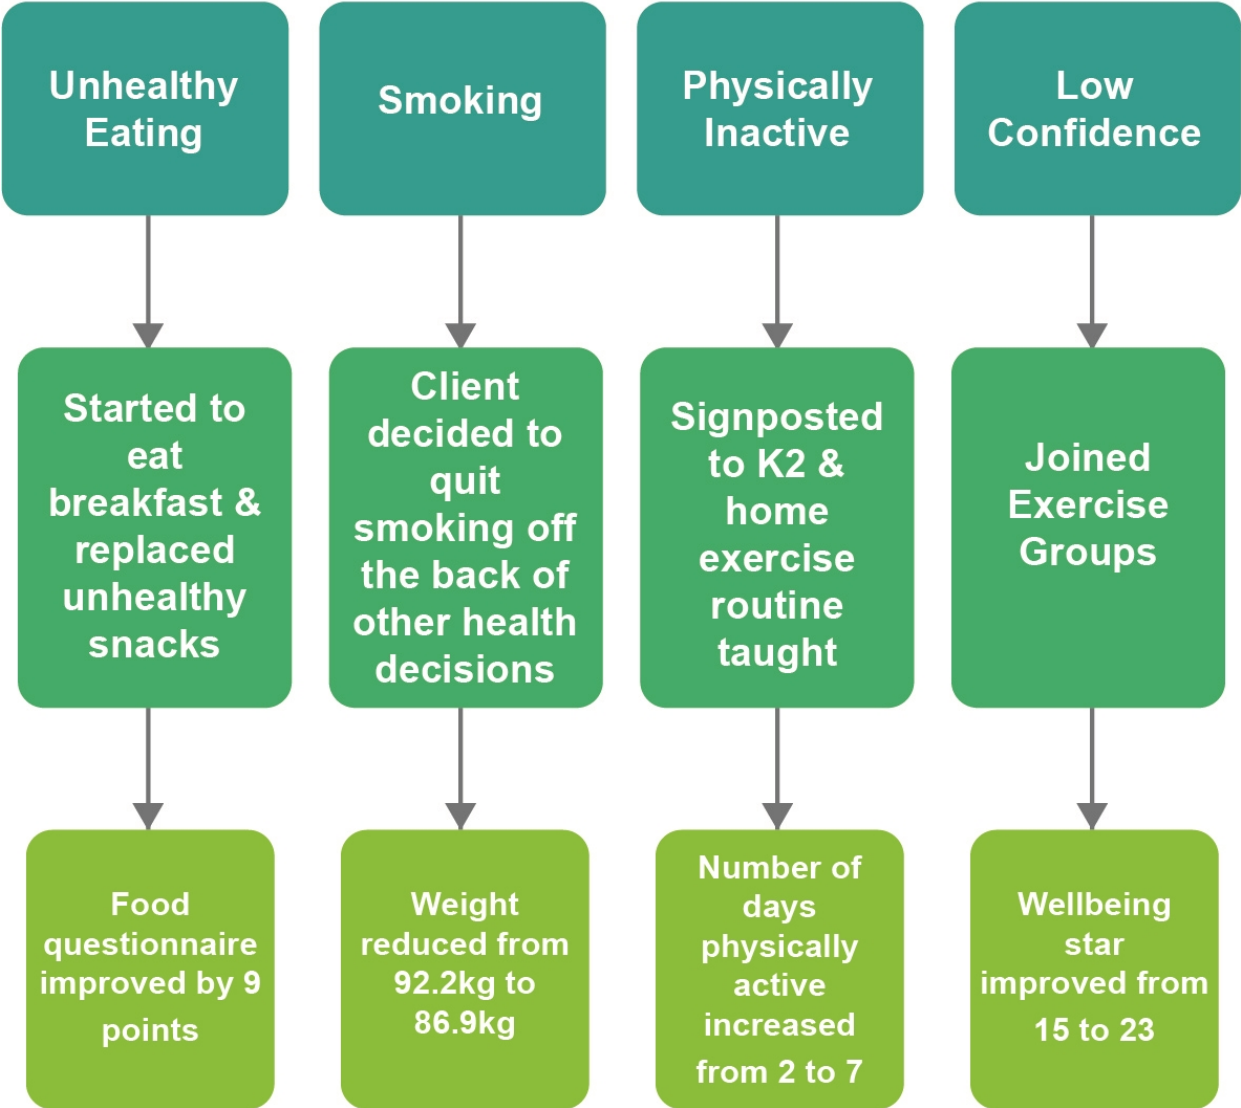 Unhealthy
Eating
Smoking
Physically
Inactive
Low
Confidence
Started to
eat
breakfast &
replaced
unhealthy
snacks
Client
decided to
quit
smoking off
the back of
other health
decisions
Signposted
to K2 &
home
exercise
routine
taught
Joined
Exercise
Groups
Food
questionnaire
improved by 9
points
Weight
reduced from
92.2kg to
86.9kg
Number of
days
physically
active
increased
from 2 to 7
Wellbeing
star
improved from
15 to 23